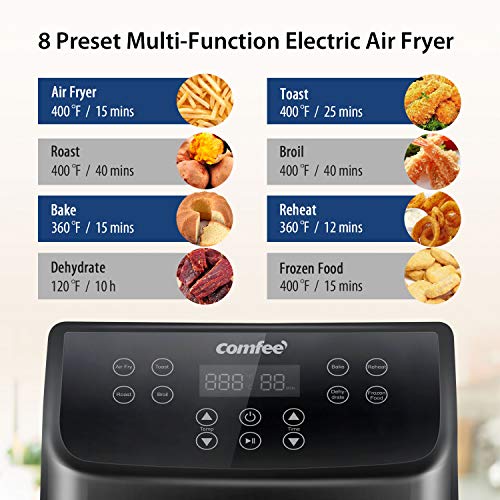 8 Preset Multi-Function Electric Air Fryer
Air Fryer
400°F / 15 mins
Roast
400°F / 40 mins
Bake
360°F / 15 mins
Dehydrate
120°F / 10 h
Toast
400°F / 25 mins
Broil
400°F / 40 mins
Reheat
360°F / 12 mins
Frozen Food
400°F / 15 mins
comfee'
Air Fry
Toast
Roast
Broil
Temp
Time
Bake
Reheat
Dehy
drate
Frozen
Food